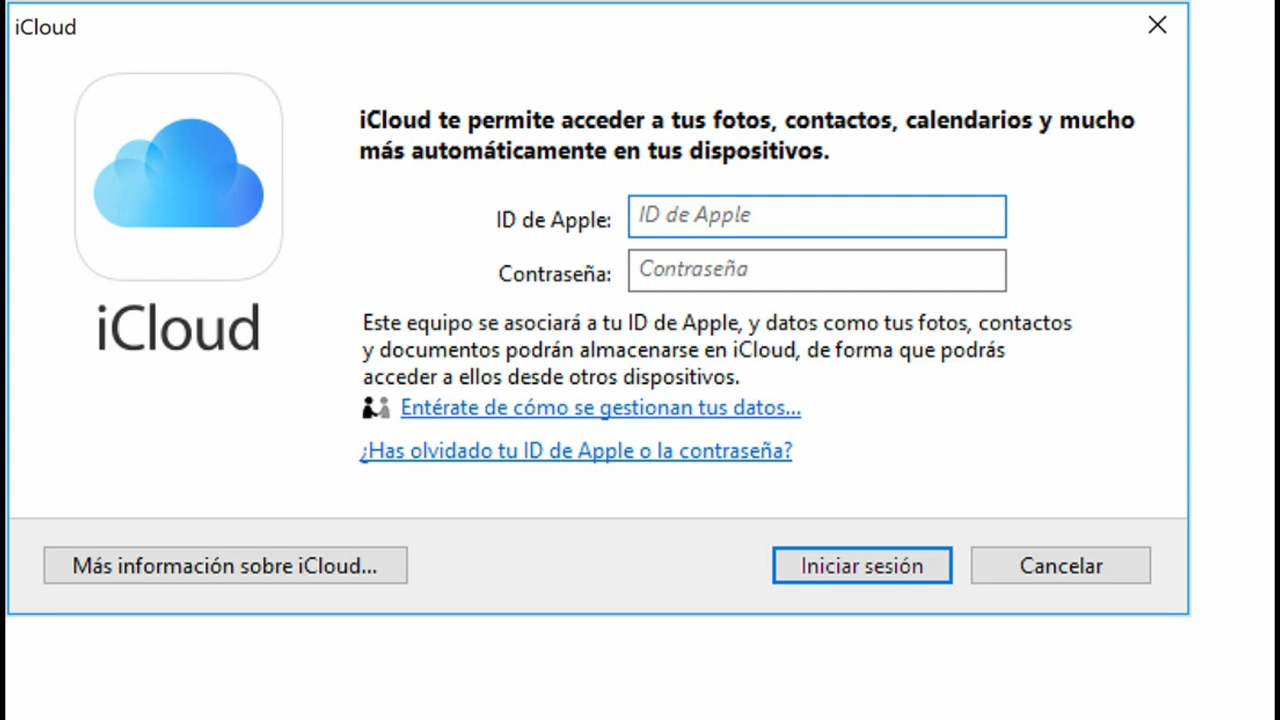 iCloud
iCloud te permite acceder a tus fotos, contactos, calendarios y mucho
más automáticamente en tus dispositivos.
ID de Apple: ID de Apple
Contraseña: Contraseña
iCloud
Este equipo se asociará a tu ID de Apple, y datos como tus fotos, contactos
y documentos podrán almacenarse en iCloud, de forma que podrás
acceder a ellos desde otros dispositivos.
Entérate de cómo se gestionan tus datos...
¿Has olvidado tu ID de Apple o la contraseña?
Más información sobre iCloud... Iniciar sesión Cancelar